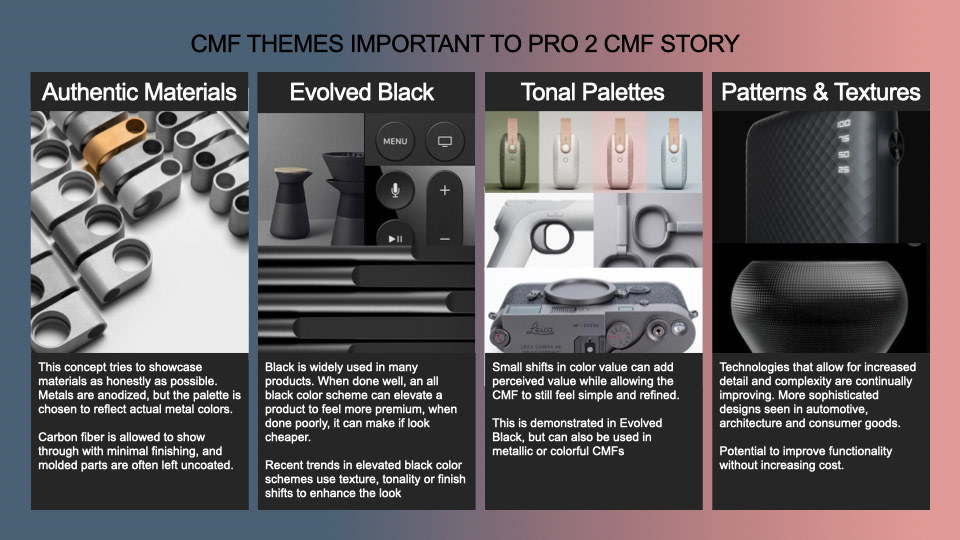 CMF THEMES IMPORTANT TO PRO 2 CMF STORY
Authentic Materials
This concept tries to showcase
materials as honestly as possible.
Metals are anodized, but the palette is
chosen to reflect actual metal colors.
Carbon fiber is allowed to show
through with minimal finishing, and
molded parts are often left uncoated.
Evolved Black
MENU
Black is widely used in many
products. When done well, an all
black color scheme can elevate a
product to feel more premium, when
done poorly, it can make if look
cheaper.
Recent trends in elevated black color
schemes use texture, tonality or finish
shifts to enhance the look
Tonal Palettes
Leica
Small shifts in color value can add
perceived value while allowing the
CMF to still feel simple and refined.
This is demonstrated in Evolved
Black, but can also be used in
metallic or colorful CMFs
Patterns & Textures
100
75
50
25
Technologies that allow for increased
detail and complexity are continually
improving. More sophisticated
designs seen in automotive,
architecture and consumer goods.
Potential to improve functionality
without increasing cost.